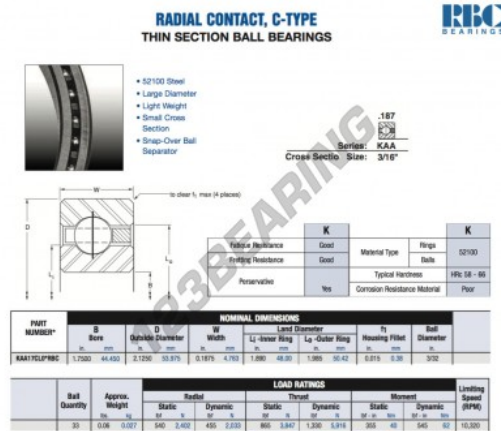 RADIAL CONTACT, C-TYPE
THIN SECTION BALL BEARINGS
RBC
BEARINGS
• 52100 Steel
• Large Diameter
• Light Weight
• Small Cross
Section
• Snap-Over Ball
Separator
.187
Series: KAA
Cross Sectio Size: 3/16"
123BEARING
W
to clear f₁ max (4 places)
D
B
K K
Fatigue Resistance Good Material Type Rings 52100
Fretting Resistance Good Balls
Perservative Yes Typical Hardness HRc 58 - 66
Corrosion Resistance Material Poor
PART NUMBER* NOMINAL DIMENSIONS
B Bore D Outside Diameter W Width Land Diameter f₁ Housing Fillet Ball Diameter
Lᵢ -Inner Ring Lₒ -Outer Ring
in. mm in. mm in. mm in. mm in. mm in. mm in.
KAA17CL0*RBC 1.7500 44.450 2.1250 53.975 0.1875 4.763 1.890 48.00 1.985 50.42 0.015 0.38 3/32
Ball Quantity Approx. Weight LOAD RATINGS Limiting Speed (RPM)
Radial Thrust Moment
Static Dynamic Static Dynamic Static Dynamic
lbs. kg lbf N lbf N lbf N lbf N lbf - in Nm lbf - in Nm
33 0.06 0.027 540 2,402 455 2,033 865 3,847 1,330 5,916 355 40 545 62 10,320